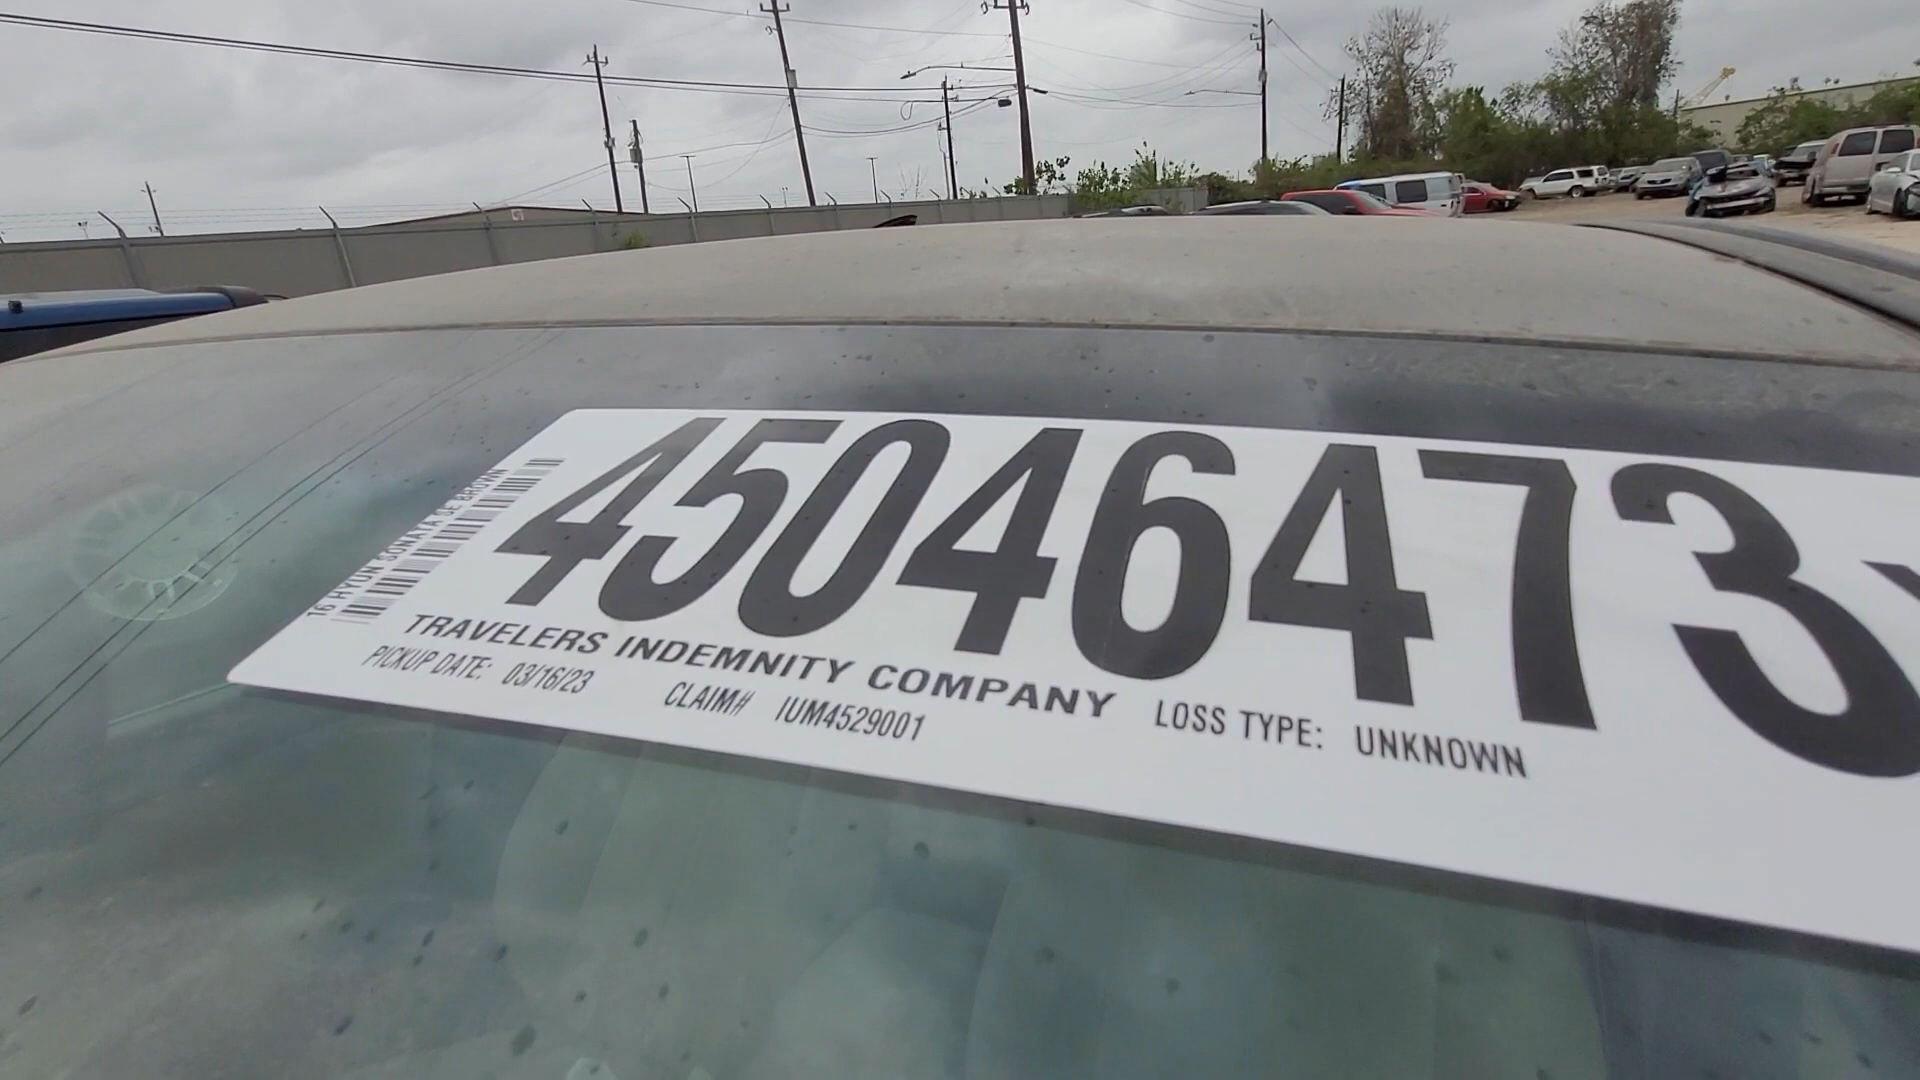 45046473
16 HYUN SONATA SE BROWN
TRAVELERS INDEMNITY COMPANY
PICKUP DATE: 03/16/23 CLAIM# IUM4529001 LOSS TYPE: UNKNOWN